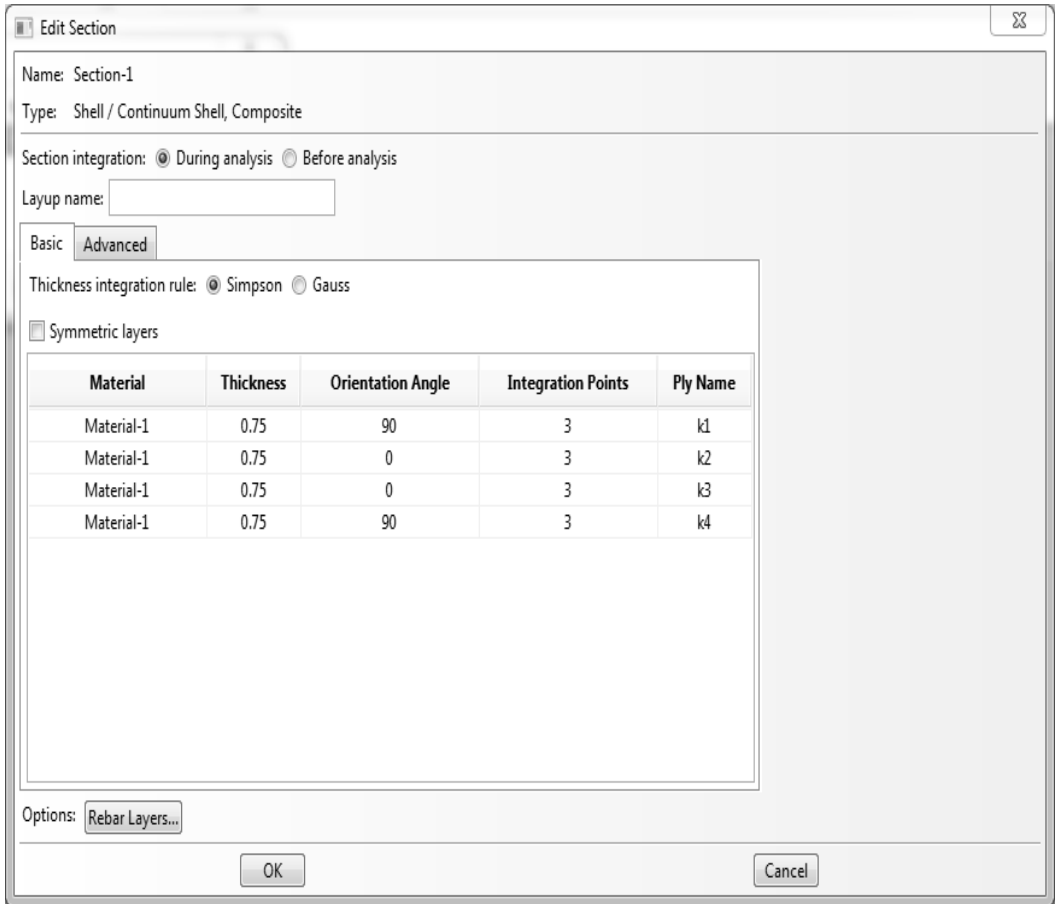 Edit Section
Name: Section-1
Type: Shell / Continuum Shell, Composite
Section integration: During analysis Before analysis
Layup name:
Basic Advanced
Thickness integration rule: Simpson Gauss
Symmetric layers
Material Thickness Orientation Angle Integration Points Ply Name
Material-1 0.75 90 3 k1
Material-1 0.75 0 3 k2
Material-1 0.75 0 3 k3
Material-1 0.75 90 3 k4
Options: Rebar Layers...
OK Cancel